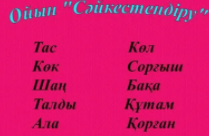 Ойын "Сәйкестендіру"
Тас Көл
Көк Сорғыш
Шаң Бақа
Талды Құтам
Ала Қорған